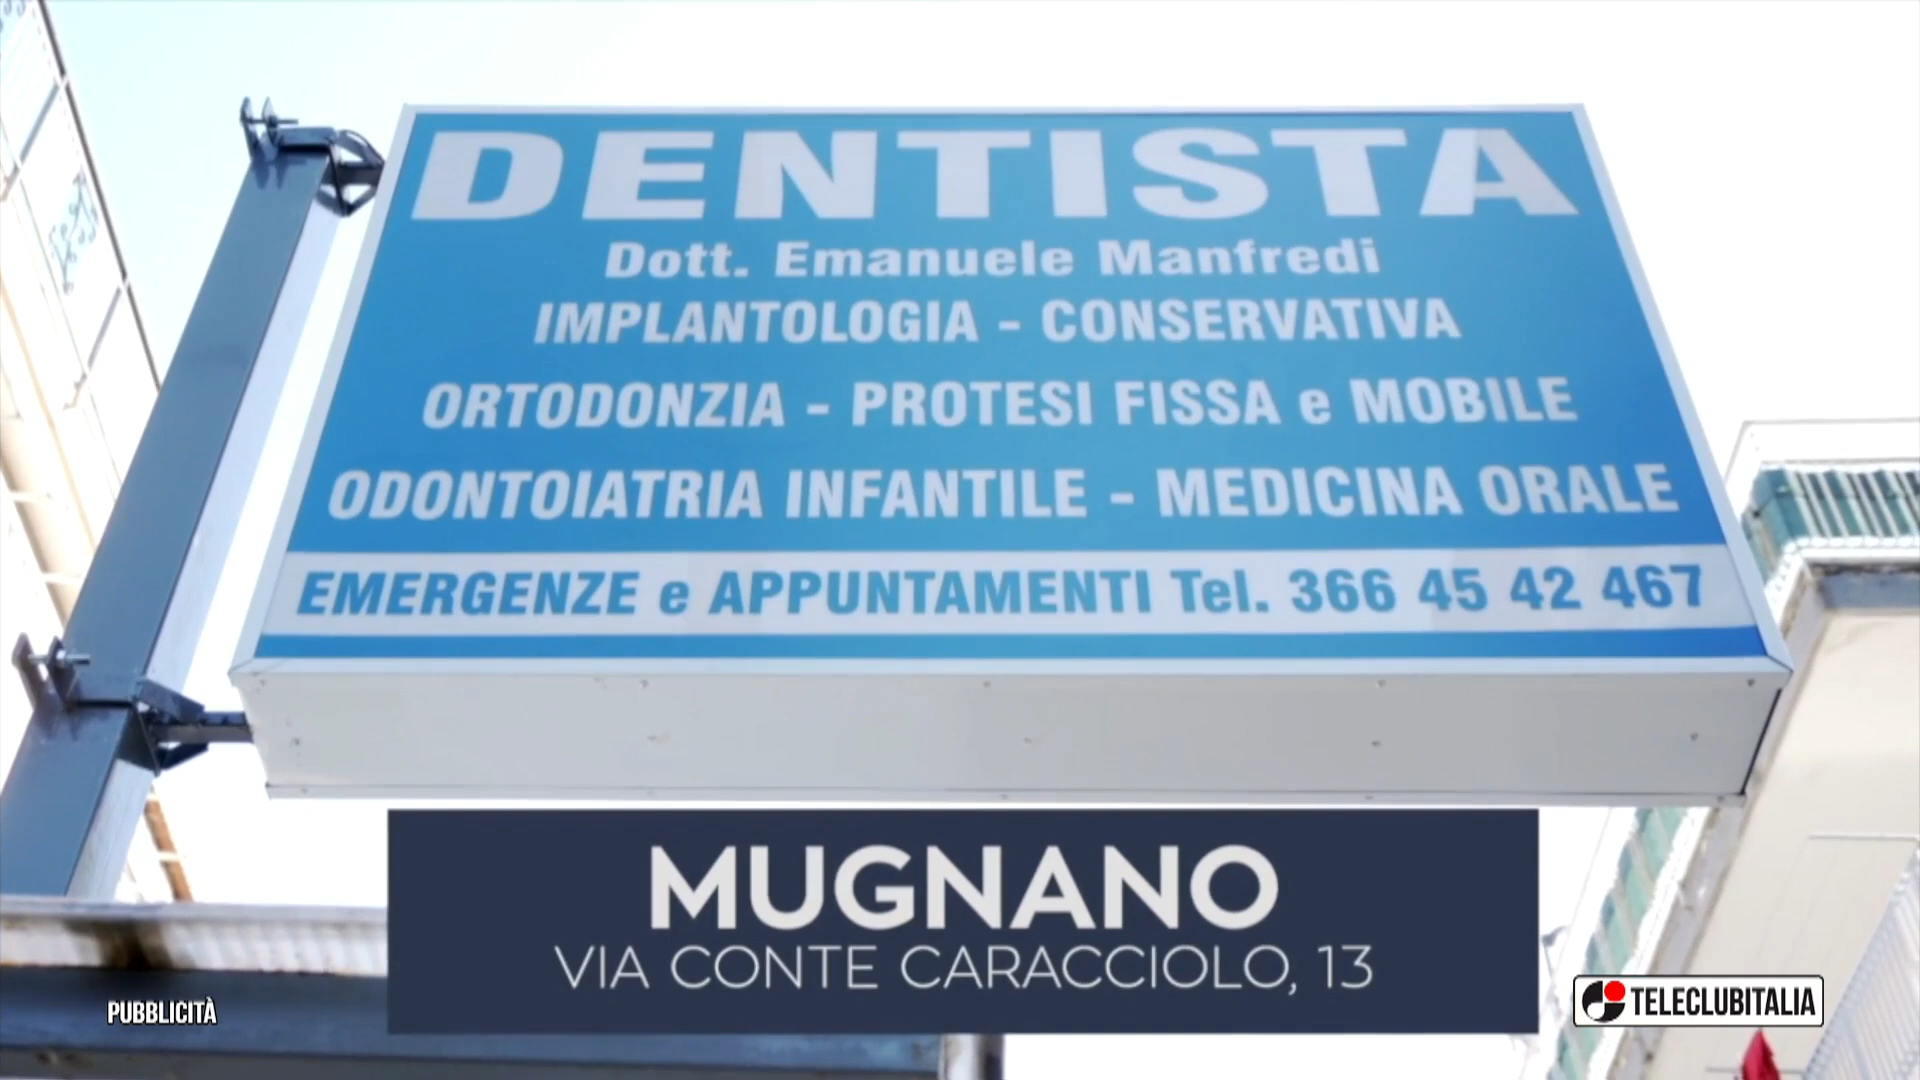 DENTISTA
Dott. Emanuele Manfredi
IMPLANTOLOGIA - CONSERVATIVA
ORTODONZIA - PROTESI FISSA e MOBILE
ODONTOIATRIA INFANTILE - MEDICINA ORALE
EMERGENZE e APPUNTAMENTI Tel. 366 45 42 467
MUGNANO
VIA CONTE CARACCIOLO, 13
PUBBLICITÀ
TELECLUBITALIA